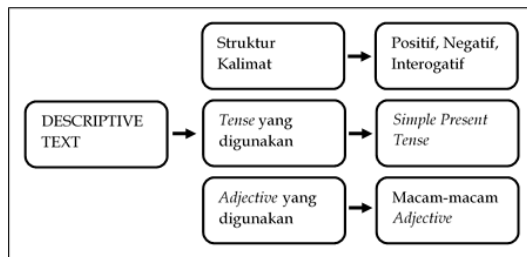 Struktur
Kalimat
Positif, Negatif,
Interogatif
DESCRIPTIVE
TEXT
Tense yang
digunakan
Simple Present
Tense
Adjective yang
digunakan
Macam-macam
Adjective